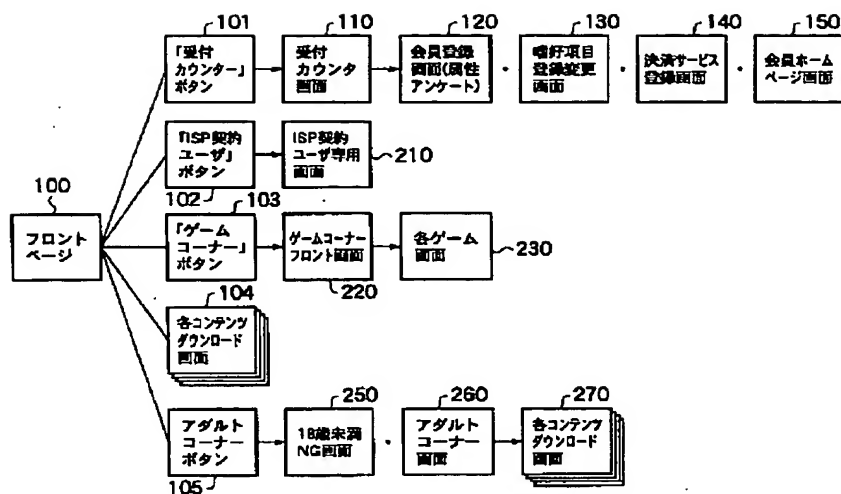 101
110
120
130
140
150
「受付
カウンター」
ボタン
受付
カウンタ
画面
会員登録
画面(属性
アンケート)
嗜好項目
登録変更
画面
決済サービス
登録画面
会員ホーム
ページ画面
「ISP契約
ユーザ」
ボタン
ISP契約
ユーザ専用
画面
210
102
103
100
フロント
ページ
「ゲーム
コーナー」
ボタン
ゲームコーナー
フロント画面
各ゲーム
画面
230
220
104
各コンテンツ
ダウンロード
画面
250
260
270
アダルト
コーナー
ボタン
18歳未満
NG画面
アダルト
コーナー
画面
各コンテンツ
ダウンロード
画面
105